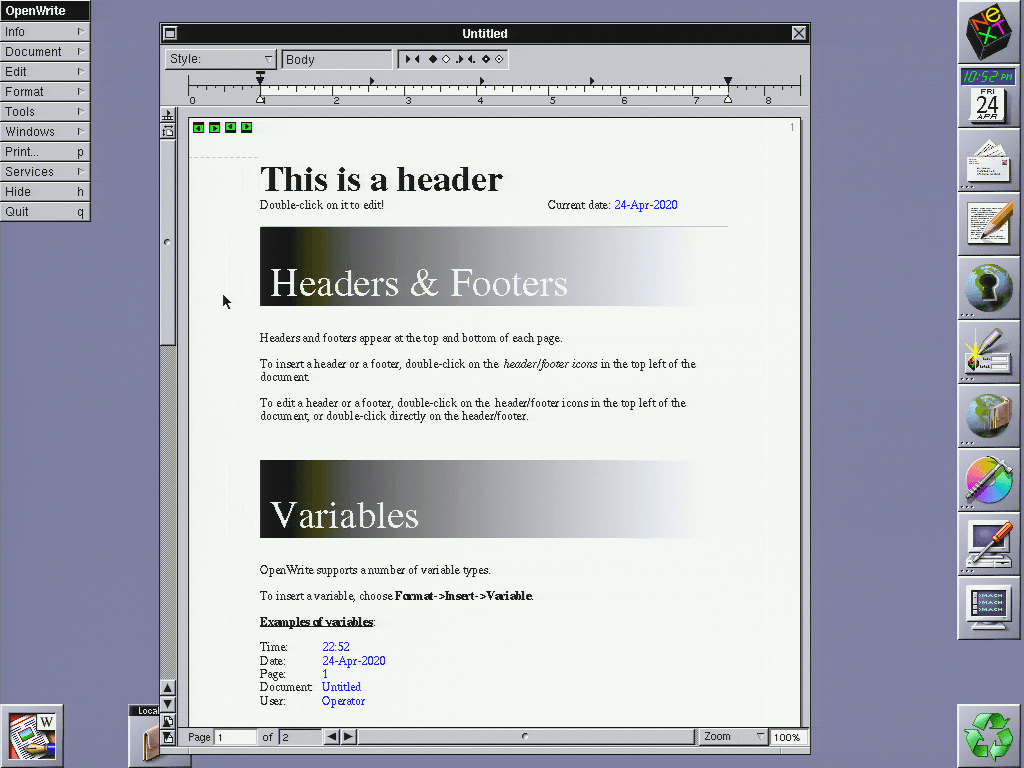 OpenWrite
Info
Document
Edit
Format
Tools
Windows
Print... p
Services
Hide h
Quit q
Untitled
Style: Body
0 1 2 3 4 5 6 7 8
1
This is a header
Double-click on it to edit!
Current date: 24-Apr-2020
Headers & Footers
Headers and footers appear at the top and bottom of each page.
To insert a header or a footer, double-click on the header/footer icons in the top left of the
document.
To edit a header or a footer, double-click on the header/footer icons in the top left of the
document, or double-click directly on the header/footer.
Variables
OpenWrite supports a number of variable types.
To insert a variable, choose Format->Insert->Variable.
Examples of variables:
Time: 22:52
Date: 24-Apr-2020
Page: 1
Document: Untitled
User: Operator
Page 1 of 2
Zoom 100%
NeXT
10:52 PM
FRI
24
APR
>MACH
>MACH
>MACH
W
Local